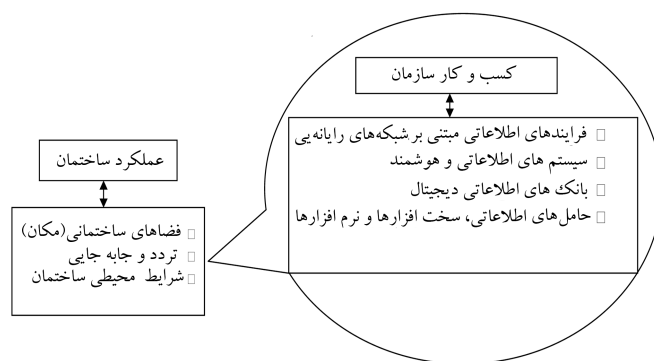 کسب و کار سازمان
فرایندهای اطلاعاتی مبتنی بر شبکه‌های رایانه‌یی
سیستم های اطلاعاتی و هوشمند
بانک های اطلاعاتی دیجیتال
حامل‌های اطلاعاتی، سخت افزارها و نرم افزارها
عملکرد ساختمان
فضاهای ساختمانی(مکان)
تردد و جابه جایی
شرایط محیطی ساختمان